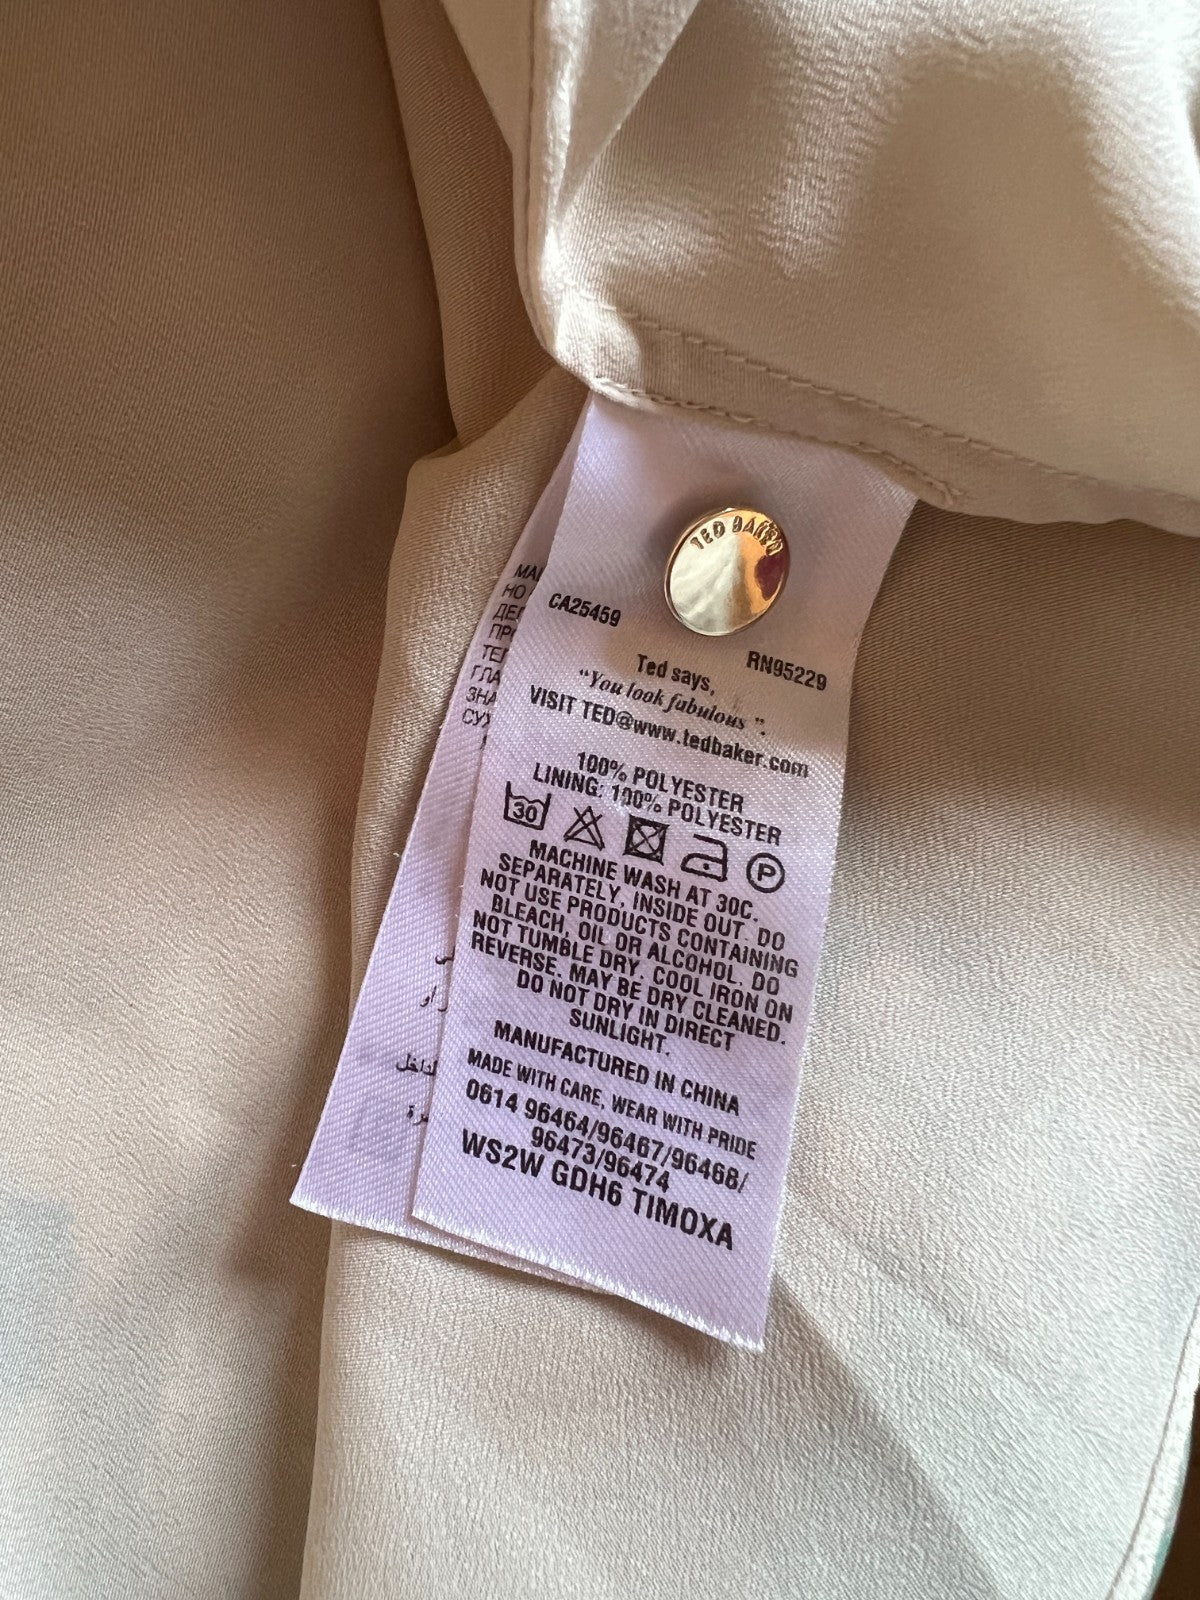 TED BAKER
CA25459
RN95229
Ted says,
“You look fabulous”.
VISIT TED@www.tedbaker.com
100% POLYESTER
LINING: 100% POLYESTER
30
P
MACHINE WASH AT 30C.
SEPARATELY, INSIDE OUT. DO
NOT USE PRODUCTS CONTAINING
BLEACH, OIL OR ALCOHOL. DO
NOT TUMBLE DRY. COOL IRON ON
REVERSE. MAY BE DRY CLEANED.
DO NOT DRY IN DIRECT
SUNLIGHT.
MANUFACTURED IN CHINA
MADE WITH CARE, WEAR WITH PRIDE
0614 96464/96467/96468/
96473/96474
WS2W GDH6 TIMOXA
НО